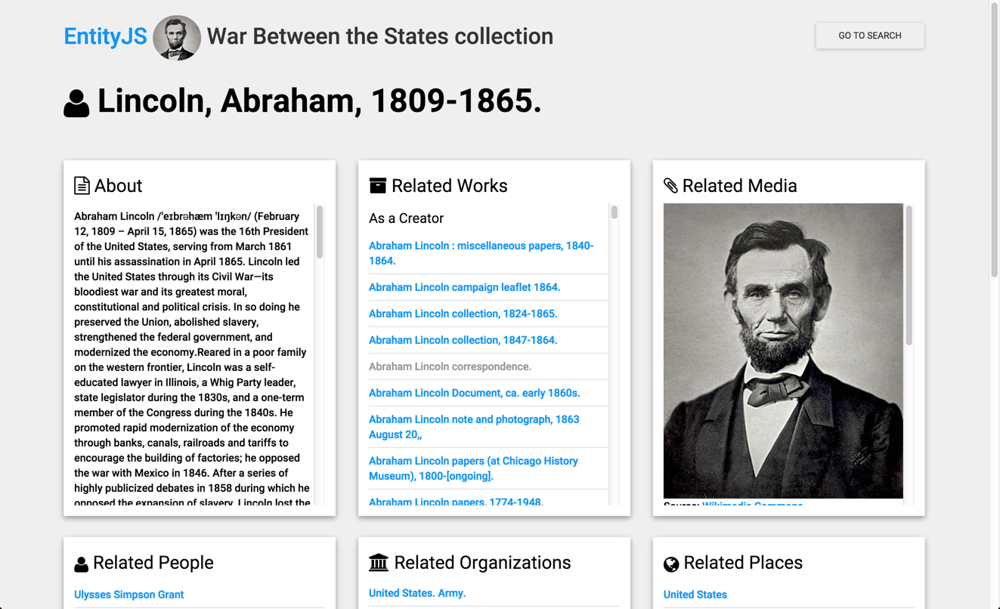 EntityJS War Between the States collection
GO TO SEARCH
Lincoln, Abraham, 1809-1865.
About
Abraham Lincoln /ˈeɪbrəhæm ˈlɪŋkən/ (February
12, 1809 – April 15, 1865) was the 16th President
of the United States, serving from March 1861
until his assassination in April 1865. Lincoln led
the United States through its Civil War—its
bloodiest war and its greatest moral,
constitutional and political crisis. In so doing he
preserved the Union, abolished slavery,
strengthened the federal government, and
modernized the economy.Reared in a poor family
on the western frontier, Lincoln was a self-
educated lawyer in Illinois, a Whig Party leader,
state legislator during the 1830s, and a one-term
member of the Congress during the 1840s. He
promoted rapid modernization of the economy
through banks, canals, railroads and tariffs to
encourage the building of factories; he opposed
the war with Mexico in 1846. After a series of
highly publicized debates in 1858 during which he
opposed the expansion of slavery, Lincoln lost the
Related Works
As a Creator
Abraham Lincoln : miscellaneous papers, 1840-
1864.
Abraham Lincoln campaign leaflet 1864.
Abraham Lincoln collection, 1824-1865.
Abraham Lincoln collection, 1847-1864.
Abraham Lincoln correspondence.
Abraham Lincoln Document, ca. early 1860s.
Abraham Lincoln note and photograph, 1863
August 20,,
Abraham Lincoln papers (at Chicago History
Museum), 1800-[ongoing].
Abraham Lincoln papers, 1774-1948.
Related Media
Source: Wikimedia Commons
Related People
Ulysses Simpson Grant
Related Organizations
United States. Army.
Related Places
United States